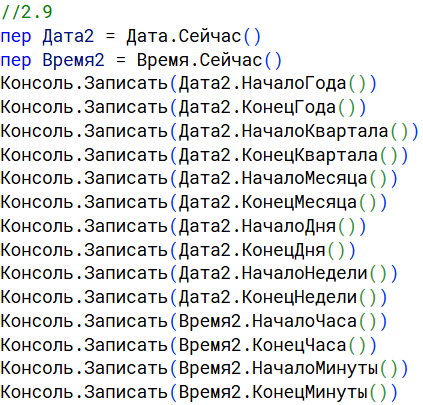 //2.9
пер Дата2 = Дата.Сейчас()
пер Время2 = Время.Сейчас()
Консоль.Записать(Дата2.НачалоГода())
Консоль.Записать(Дата2.КонецГода())
Консоль.Записать(Дата2.НачалоКвартала())
Консоль.Записать(Дата2.КонецКвартала())
Консоль.Записать(Дата2.НачалоМесяца())
Консоль.Записать(Дата2.КонецМесяца())
Консоль.Записать(Дата2.НачалоДня())
Консоль.Записать(Дата2.КонецДня())
Консоль.Записать(Дата2.НачалоНедели())
Консоль.Записать(Дата2.КонецНедели())
Консоль.Записать(Время2.НачалоЧаса())
Консоль.Записать(Время2.КонецЧаса())
Консоль.Записать(Время2.НачалоМинуты())
Консоль.Записать(Время2.КонецМинуты())